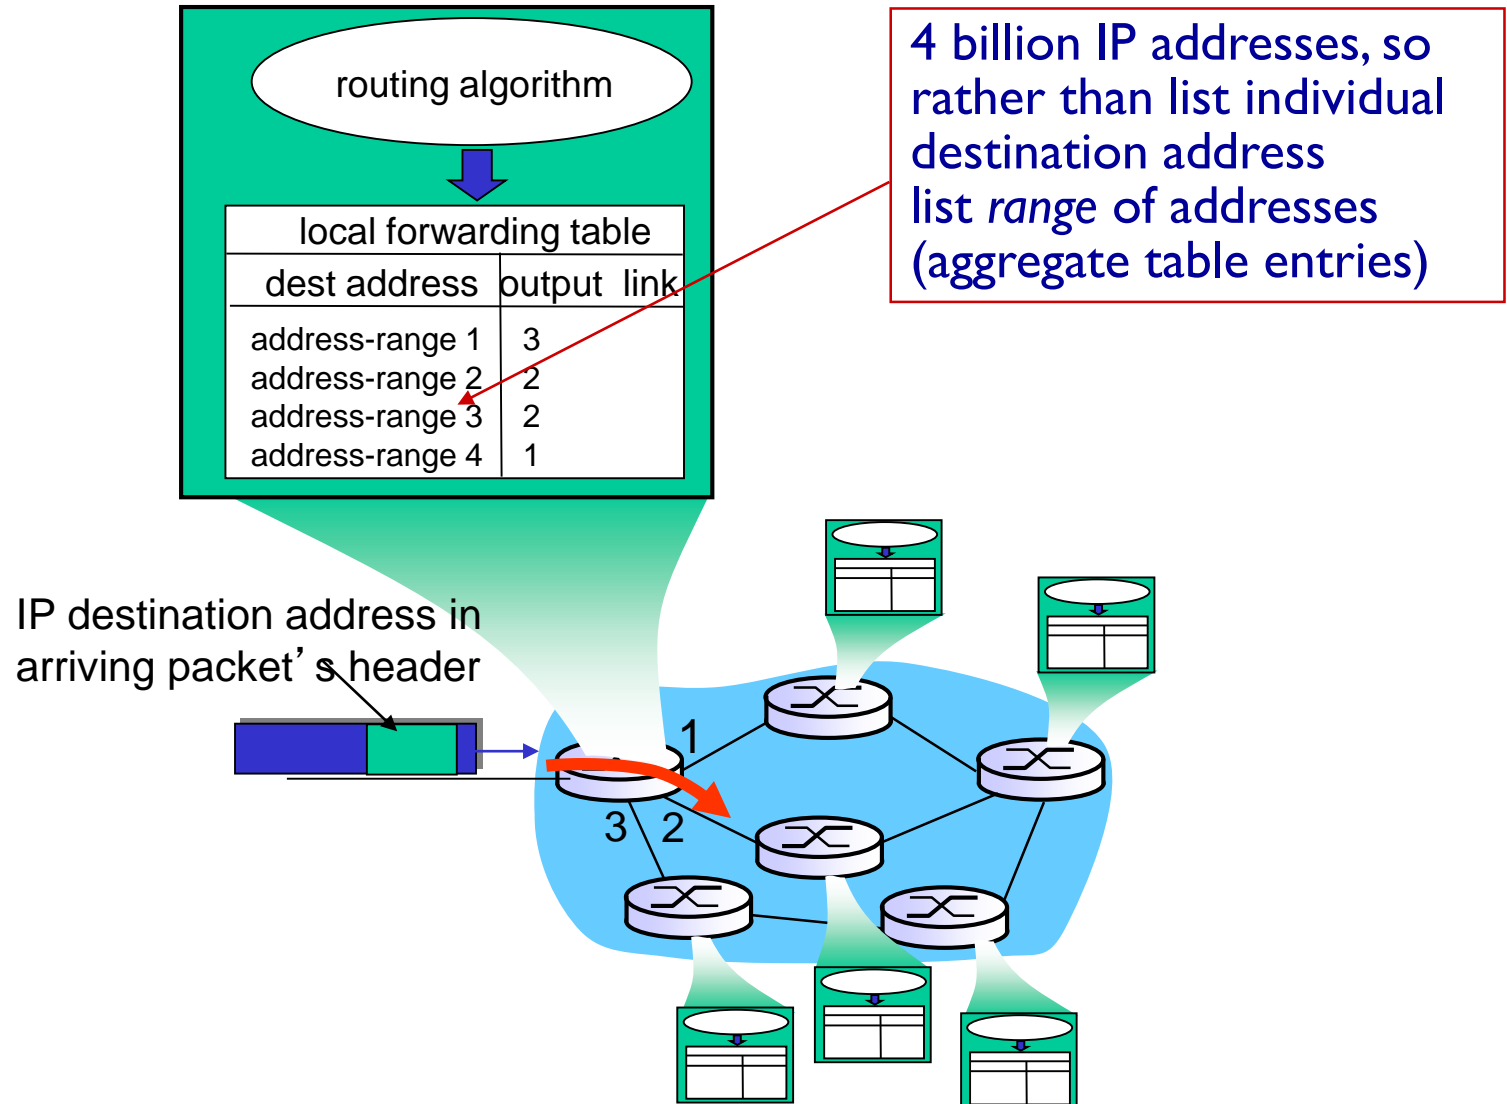 routing algorithm
local forwarding table
dest address output link
address-range 1 3
address-range 2 2
address-range 3 2
address-range 4 1
4 billion IP addresses, so
rather than list individual
destination address
list range of addresses
(aggregate table entries)
IP destination address in
arriving packet’s header
1
3 2